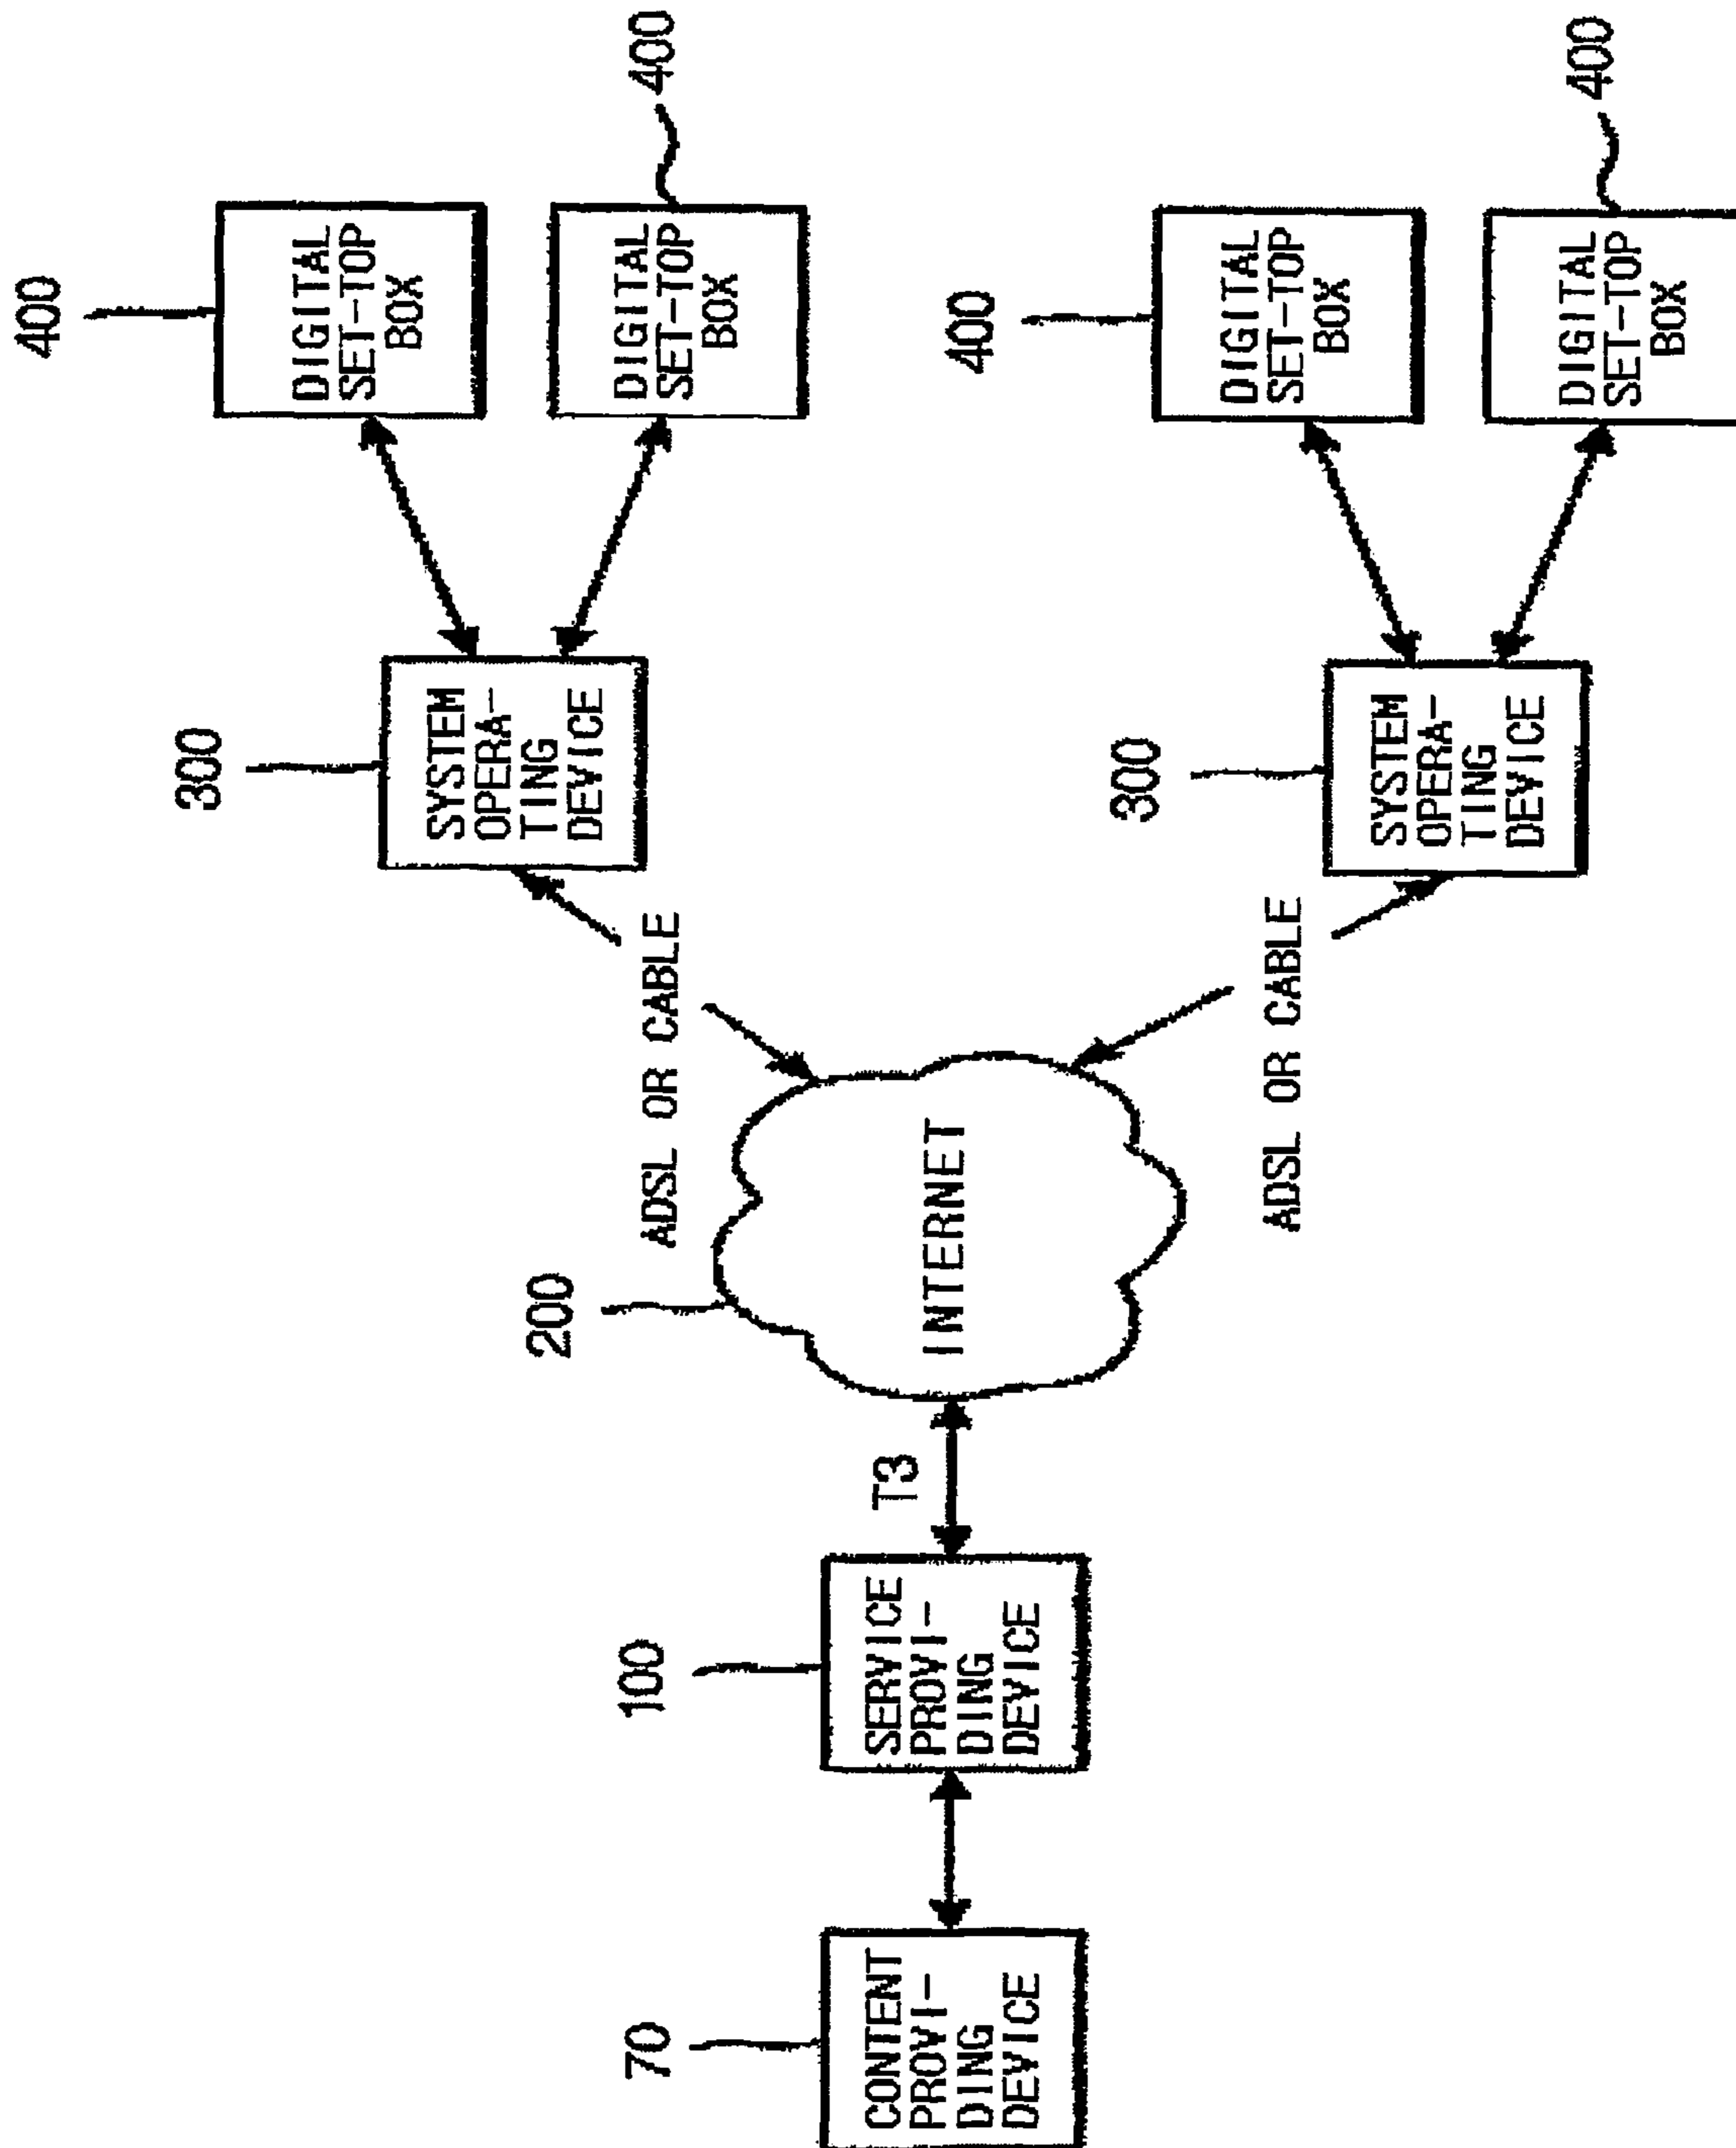 70
CONTENT
PROVI-
DING
DEVICE
100
SERVICE
PROVI-
DING
DEVICE
T3
200
INTERNET
ADSL OR CABLE
300
SYSTEM
OPERA-
TING
DEVICE
400
DIGITAL
SET-TOP
BOX
400
DIGITAL
SET-TOP
BOX
ADSL OR CABLE
300
SYSTEM
OPERA-
TING
DEVICE
400
DIGITAL
SET-TOP
BOX
400
DIGITAL
SET-TOP
BOX